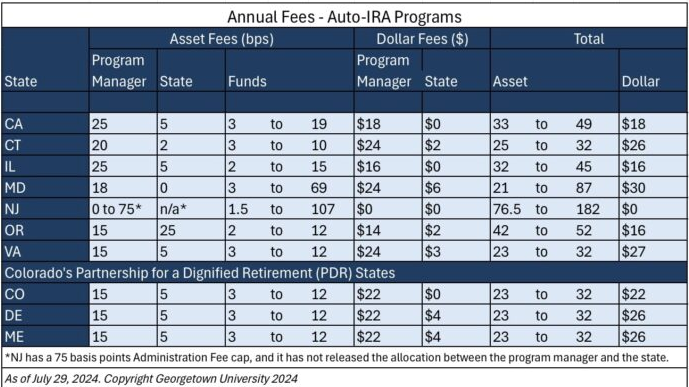 Annual Fees - Auto-IRA Programs
Asset Fees (bps) Dollar Fees ($) Total
State Program Manager State Funds Program Manager State Asset Dollar
CA 25 5 3 to 19 $18 $0 33 to 49 $18
CT 20 2 3 to 10 $24 $2 25 to 32 $26
IL 25 5 2 to 15 $16 $0 32 to 45 $16
MD 18 0 3 to 69 $24 $6 21 to 87 $30
NJ 0 to 75* n/a* 1.5 to 107 $0 $0 76.5 to 182 $0
OR 15 25 2 to 12 $14 $2 42 to 52 $16
VA 15 5 3 to 12 $24 $3 23 to 32 $27
Colorado's Partnership for a Dignified Retirement (PDR) States
CO 15 5 3 to 12 $22 $0 23 to 32 $22
DE 15 5 3 to 12 $22 $4 23 to 32 $26
ME 15 5 3 to 12 $22 $4 23 to 32 $26
*NJ has a 75 basis points Administration Fee cap, and it has not released the allocation between the program manager and the state.
As of July 29, 2024. Copyright Georgetown University 2024